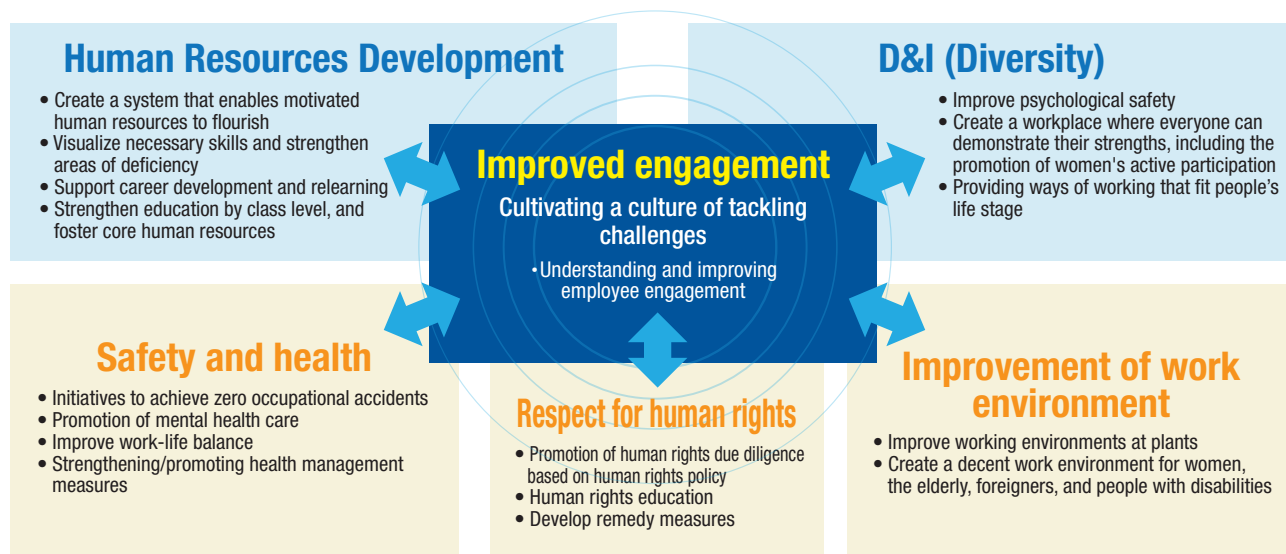 Human Resources Development
• Create a system that enables motivated
human resources to flourish
• Visualize necessary skills and strengthen
areas of deficiency
• Support career development and relearning
• Strengthen education by class level, and
foster core human resources
D&I (Diversity)
• Improve psychological safety
• Create a workplace where everyone can
demonstrate their strengths, including the
promotion of women's active participation
• Providing ways of working that fit people’s
life stage
Improved engagement
Cultivating a culture of tackling
challenges
・Understanding and improving
employee engagement
Safety and health
• Initiatives to achieve zero occupational accidents
• Promotion of mental health care
• Improve work-life balance
• Strengthening/promoting health management
measures
Respect for human rights
• Promotion of human rights due diligence
based on human rights policy
• Human rights education
• Develop remedy measures
Improvement of work
environment
• Improve working environments at plants
• Create a decent work environment for women,
the elderly, foreigners, and people with disabilities